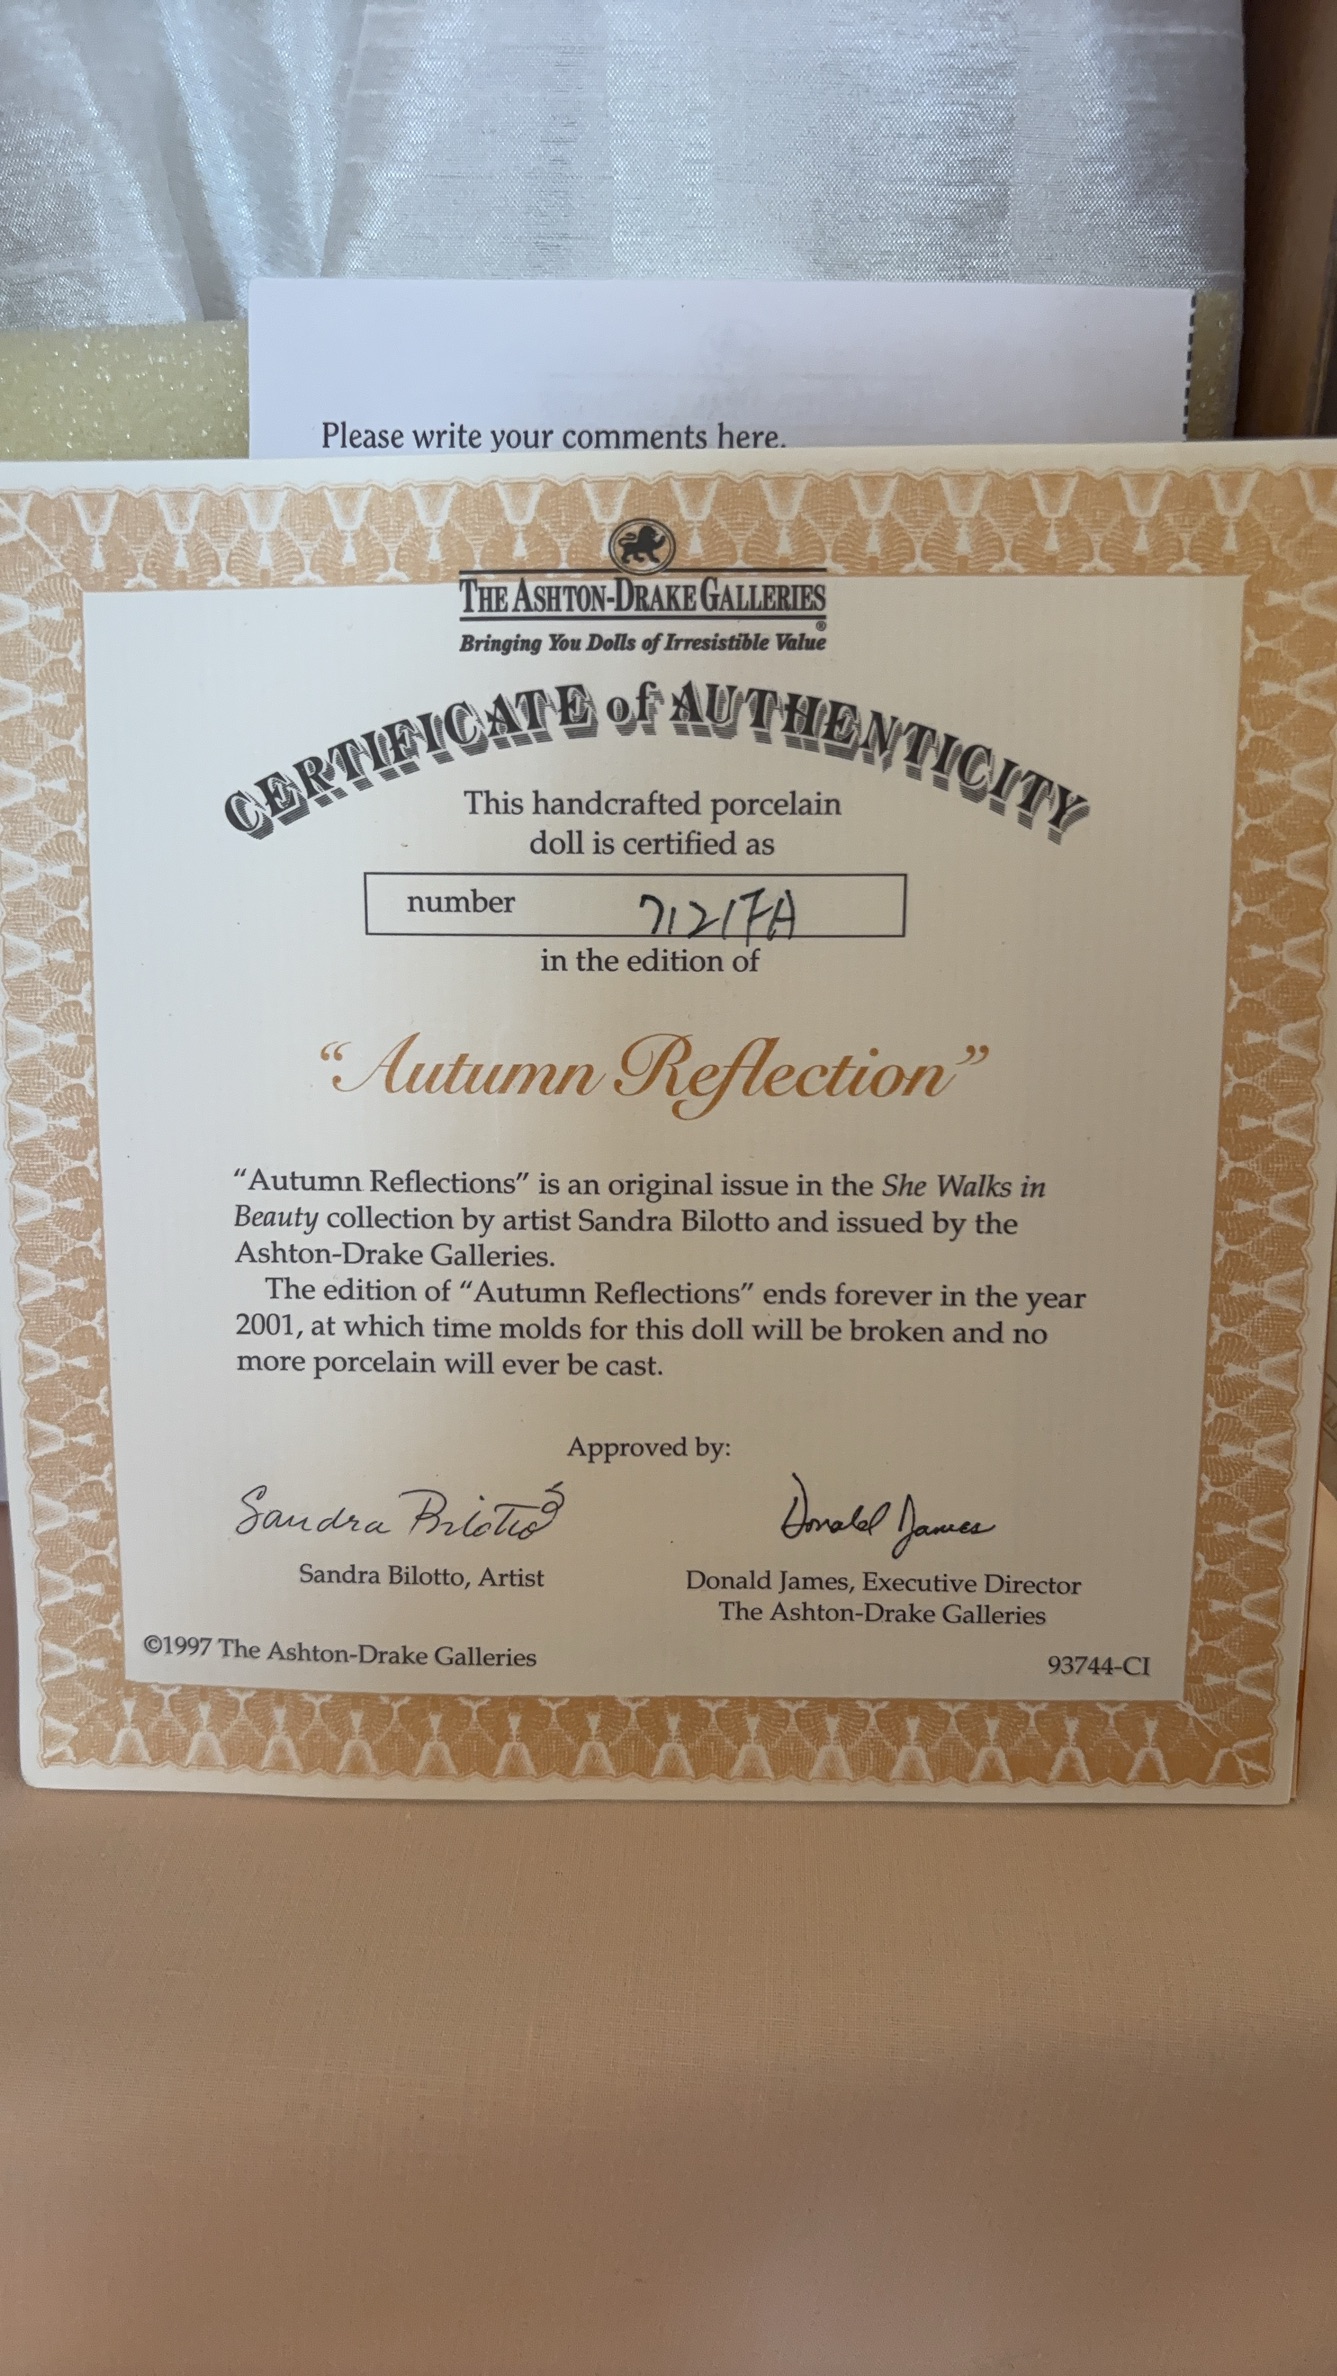 Please write your comments here.
THE ASHTON-DRAKE GALLERIES
®
Bringing You Dolls of Irresistible Value
CERTIFICATE of AUTHENTICITY
This handcrafted porcelain
doll is certified as
number 7121FA
in the edition of
“Autumn Reflection”
“Autumn Reflections” is an original issue in the She Walks in
Beauty collection by artist Sandra Bilotto and issued by the
Ashton-Drake Galleries.
The edition of “Autumn Reflections” ends forever in the year
2001, at which time molds for this doll will be broken and no
more porcelain will ever be cast.
Approved by:
Sandra Bilotto Donald James
Sandra Bilotto, Artist Donald James, Executive Director
The Ashton-Drake Galleries
©1997 The Ashton-Drake Galleries 93744-CI